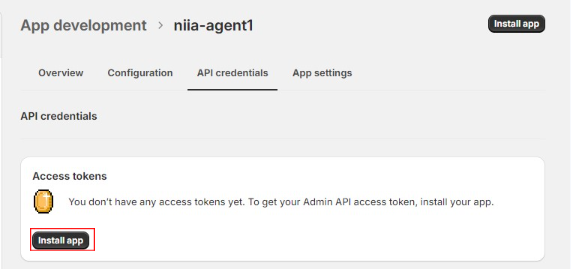 App development > niia-agent1
Install app
Overview Configuration API credentials App settings
API credentials
Access tokens
You don't have any access tokens yet. To get your Admin API access token, install your app.
Install app